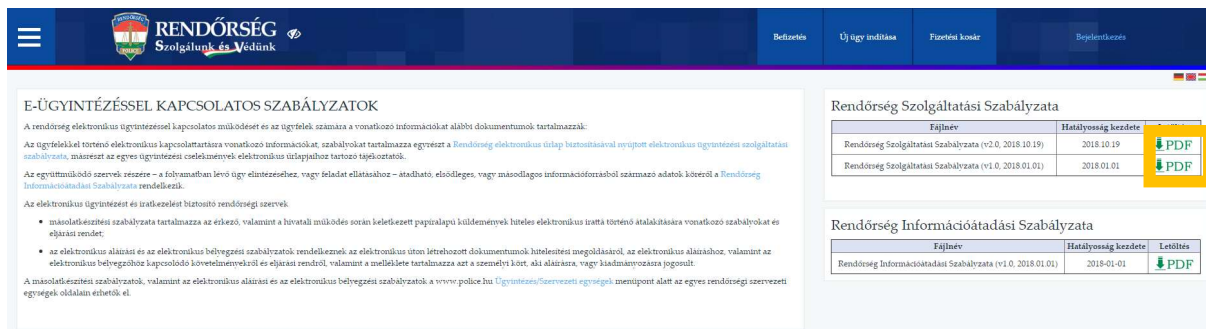 RENDŐRSÉG
Szolgálunk és Védünk
Befizetés
Új ügy indítása
Fizetési kosár
Bejelentkezés
E-ÜGYINTÉZÉSSEL KAPCSOLATOS SZABÁLYZATOK
A rendőrség elektronikus ügyintézéssel kapcsolatos működését és az ügyfelek számára a vonatkozó információkat alábbi dokumentumok tartalmazzák:
Az ügyfelekkel történő elektronikus kapcsolattartásra vonatkozó információkat, szabályokat tartalmazza egyrészt a Rendőrség elektronikus űrlap biztosításával nyújtott elektronikus ügyintézési szolgáltatási
szabályzata, másrészt az egyes ügyintézési cselekmények elektronikus űrlapjaihoz tartozó tájékoztatók.
Az együttműködő szervek részére – a folyamatban lévő ügy elintézéséhez, vagy feladat ellátásához – átadható, elsődleges, vagy másodlagos információforrásból származó adatok köréről a Rendőrség
Információátadási Szabályzata rendelkezik.
Az elektronikus ügyintézést és iratkezelést biztosító rendőrségi szervek
• másolatkészítési szabályzata tartalmazza az érkező, valamint a hivatali működés során keletkezett papíralapú küldemények hiteles elektronikus irattá történő átalakítására vonatkozó szabályokat és
eljárási rendet;
• az elektronikus aláírási és az elektronikus bélyegzési szabályzatok rendelkeznek az elektronikus úton létrehozott dokumentumok hitelesítési megoldásáról, az elektronikus aláíráshoz, valamint az
elektronikus bélyegzőhöz kapcsolódó követelményekről és eljárási rendről, valamint a melléklete tartalmazza azt a személyi kört, aki aláírásra, vagy kiadmányozásra jogosult.
A másolatkészítési szabályzatok, valamint az elektronikus aláírási és az elektronikus bélyegzési szabályzatok a www.police.hu Ügyintézés/Szervezeti egységek menüpont alatt az egyes rendőrségi szervezeti
egységek oldalain érhetők el.
Rendőrség Szolgáltatási Szabályzata
Fájlnév Hatályosság kezdete
Rendőrség Szolgáltatási Szabályzata (v2.0, 2018.10.19) 2018.10.19 PDF
Rendőrség Szolgáltatási Szabályzata (v1.0, 2018.01.01) 2018.01.01 PDF
Rendőrség Információátadási Szabályzata
Fájlnév Hatályosság kezdete Letöltés
Rendőrség Információátadási Szabályzata (v1.0, 2018.01.01) 2018-01-01 PDF